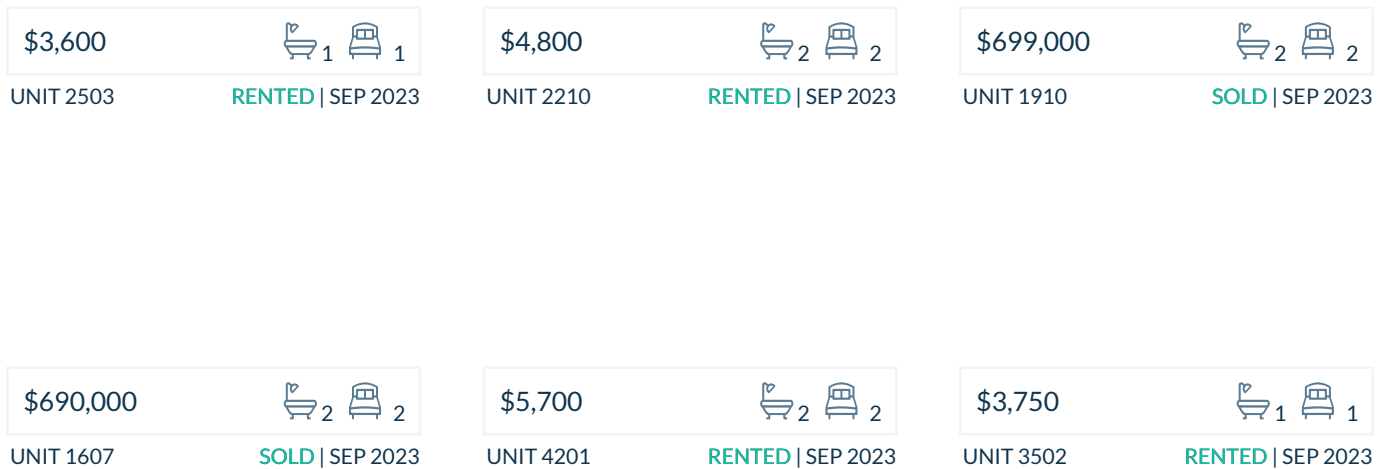 $3,600 1 1
UNIT 2503 RENTED | SEP 2023
$4,800 2 2
UNIT 2210 RENTED | SEP 2023
$699,000 2 2
UNIT 1910 SOLD | SEP 2023
$690,000 2 2
UNIT 1607 SOLD | SEP 2023
$5,700 2 2
UNIT 4201 RENTED | SEP 2023
$3,750 1 1
UNIT 3502 RENTED | SEP 2023